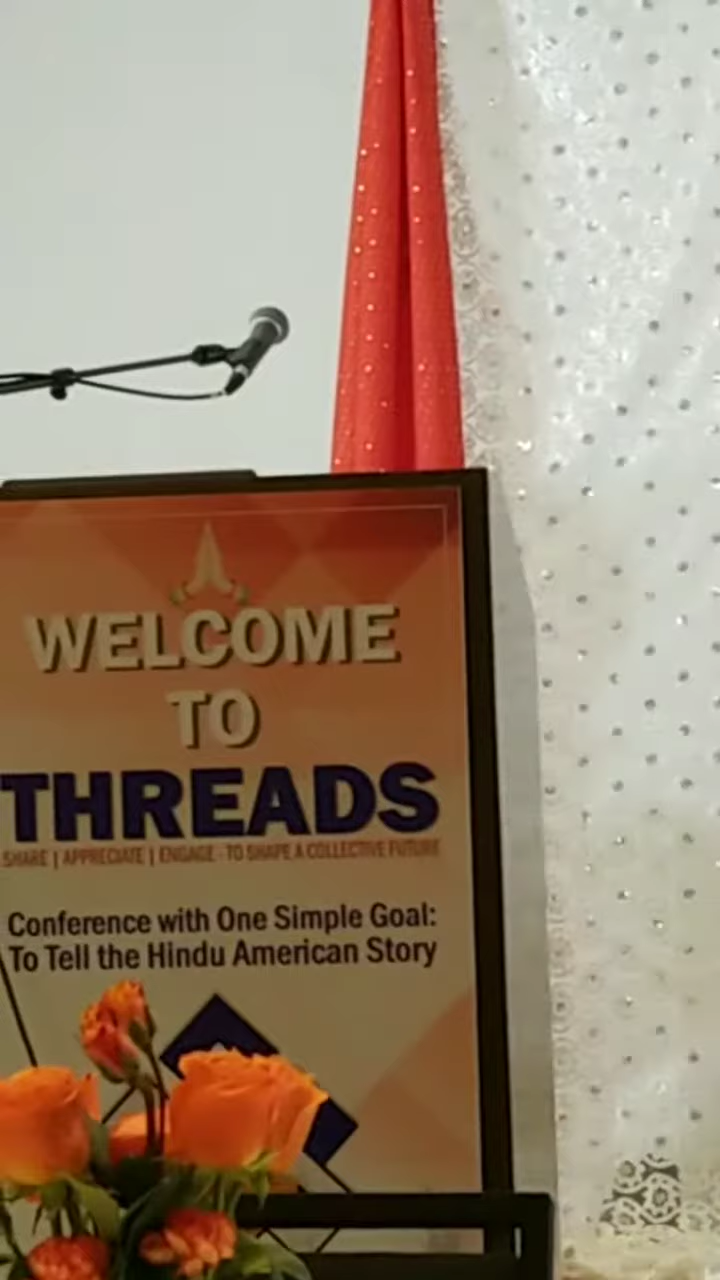 WELCOME
TO
THREADS
SHARE | APPRECIATE | ENGAGE - TO SHAPE A COLLECTIVE FUTURE
Conference with One Simple Goal:
To Tell the Hindu American Story